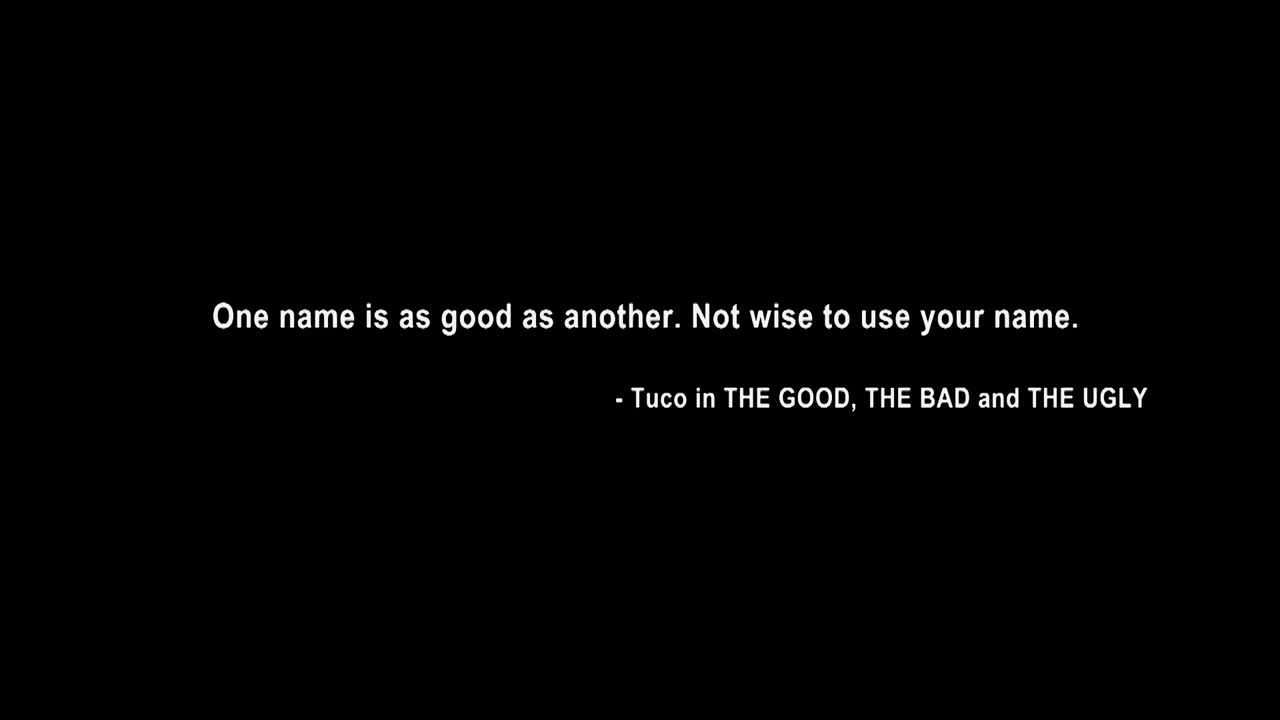 One name is as good as another. Not wise to use your name.
- Tuco in THE GOOD, THE BAD and THE UGLY